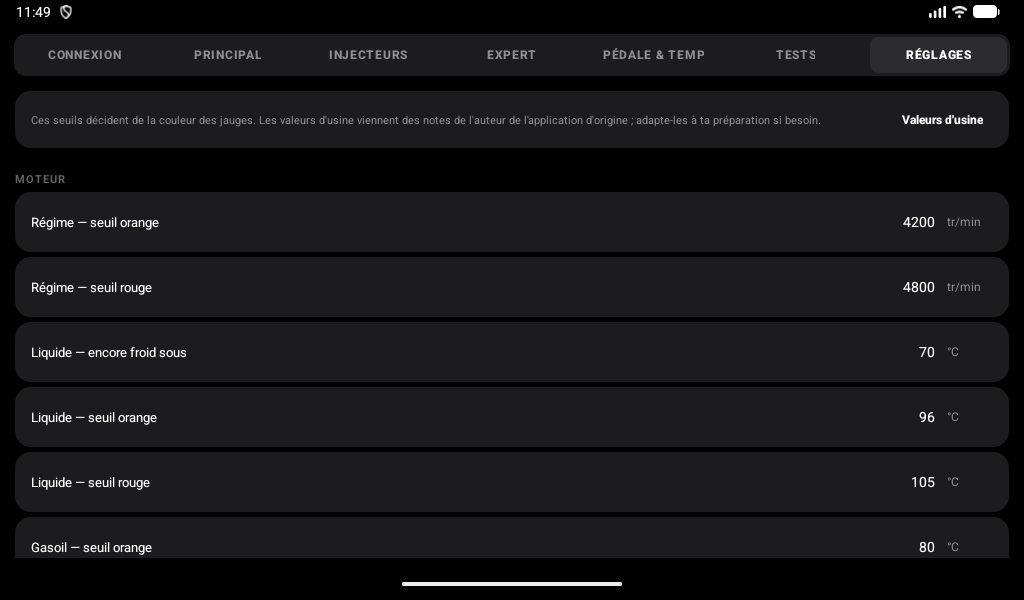 11:49
CONNEXION PRINCIPAL INJECTEURS EXPERT PÉDALE & TEMP TESTS RÉGLAGES
Ces seuils décident de la couleur des jauges. Les valeurs d'usine viennent des notes de l'auteur de l'application d'origine ; adapte-les à ta préparation si besoin. Valeurs d'usine
MOTEUR
Régime — seuil orange 4200 tr/min
Régime — seuil rouge 4800 tr/min
Liquide — encore froid sous 70 °C
Liquide — seuil orange 96 °C
Liquide — seuil rouge 105 °C
Gasoil — seuil orange 80 °C